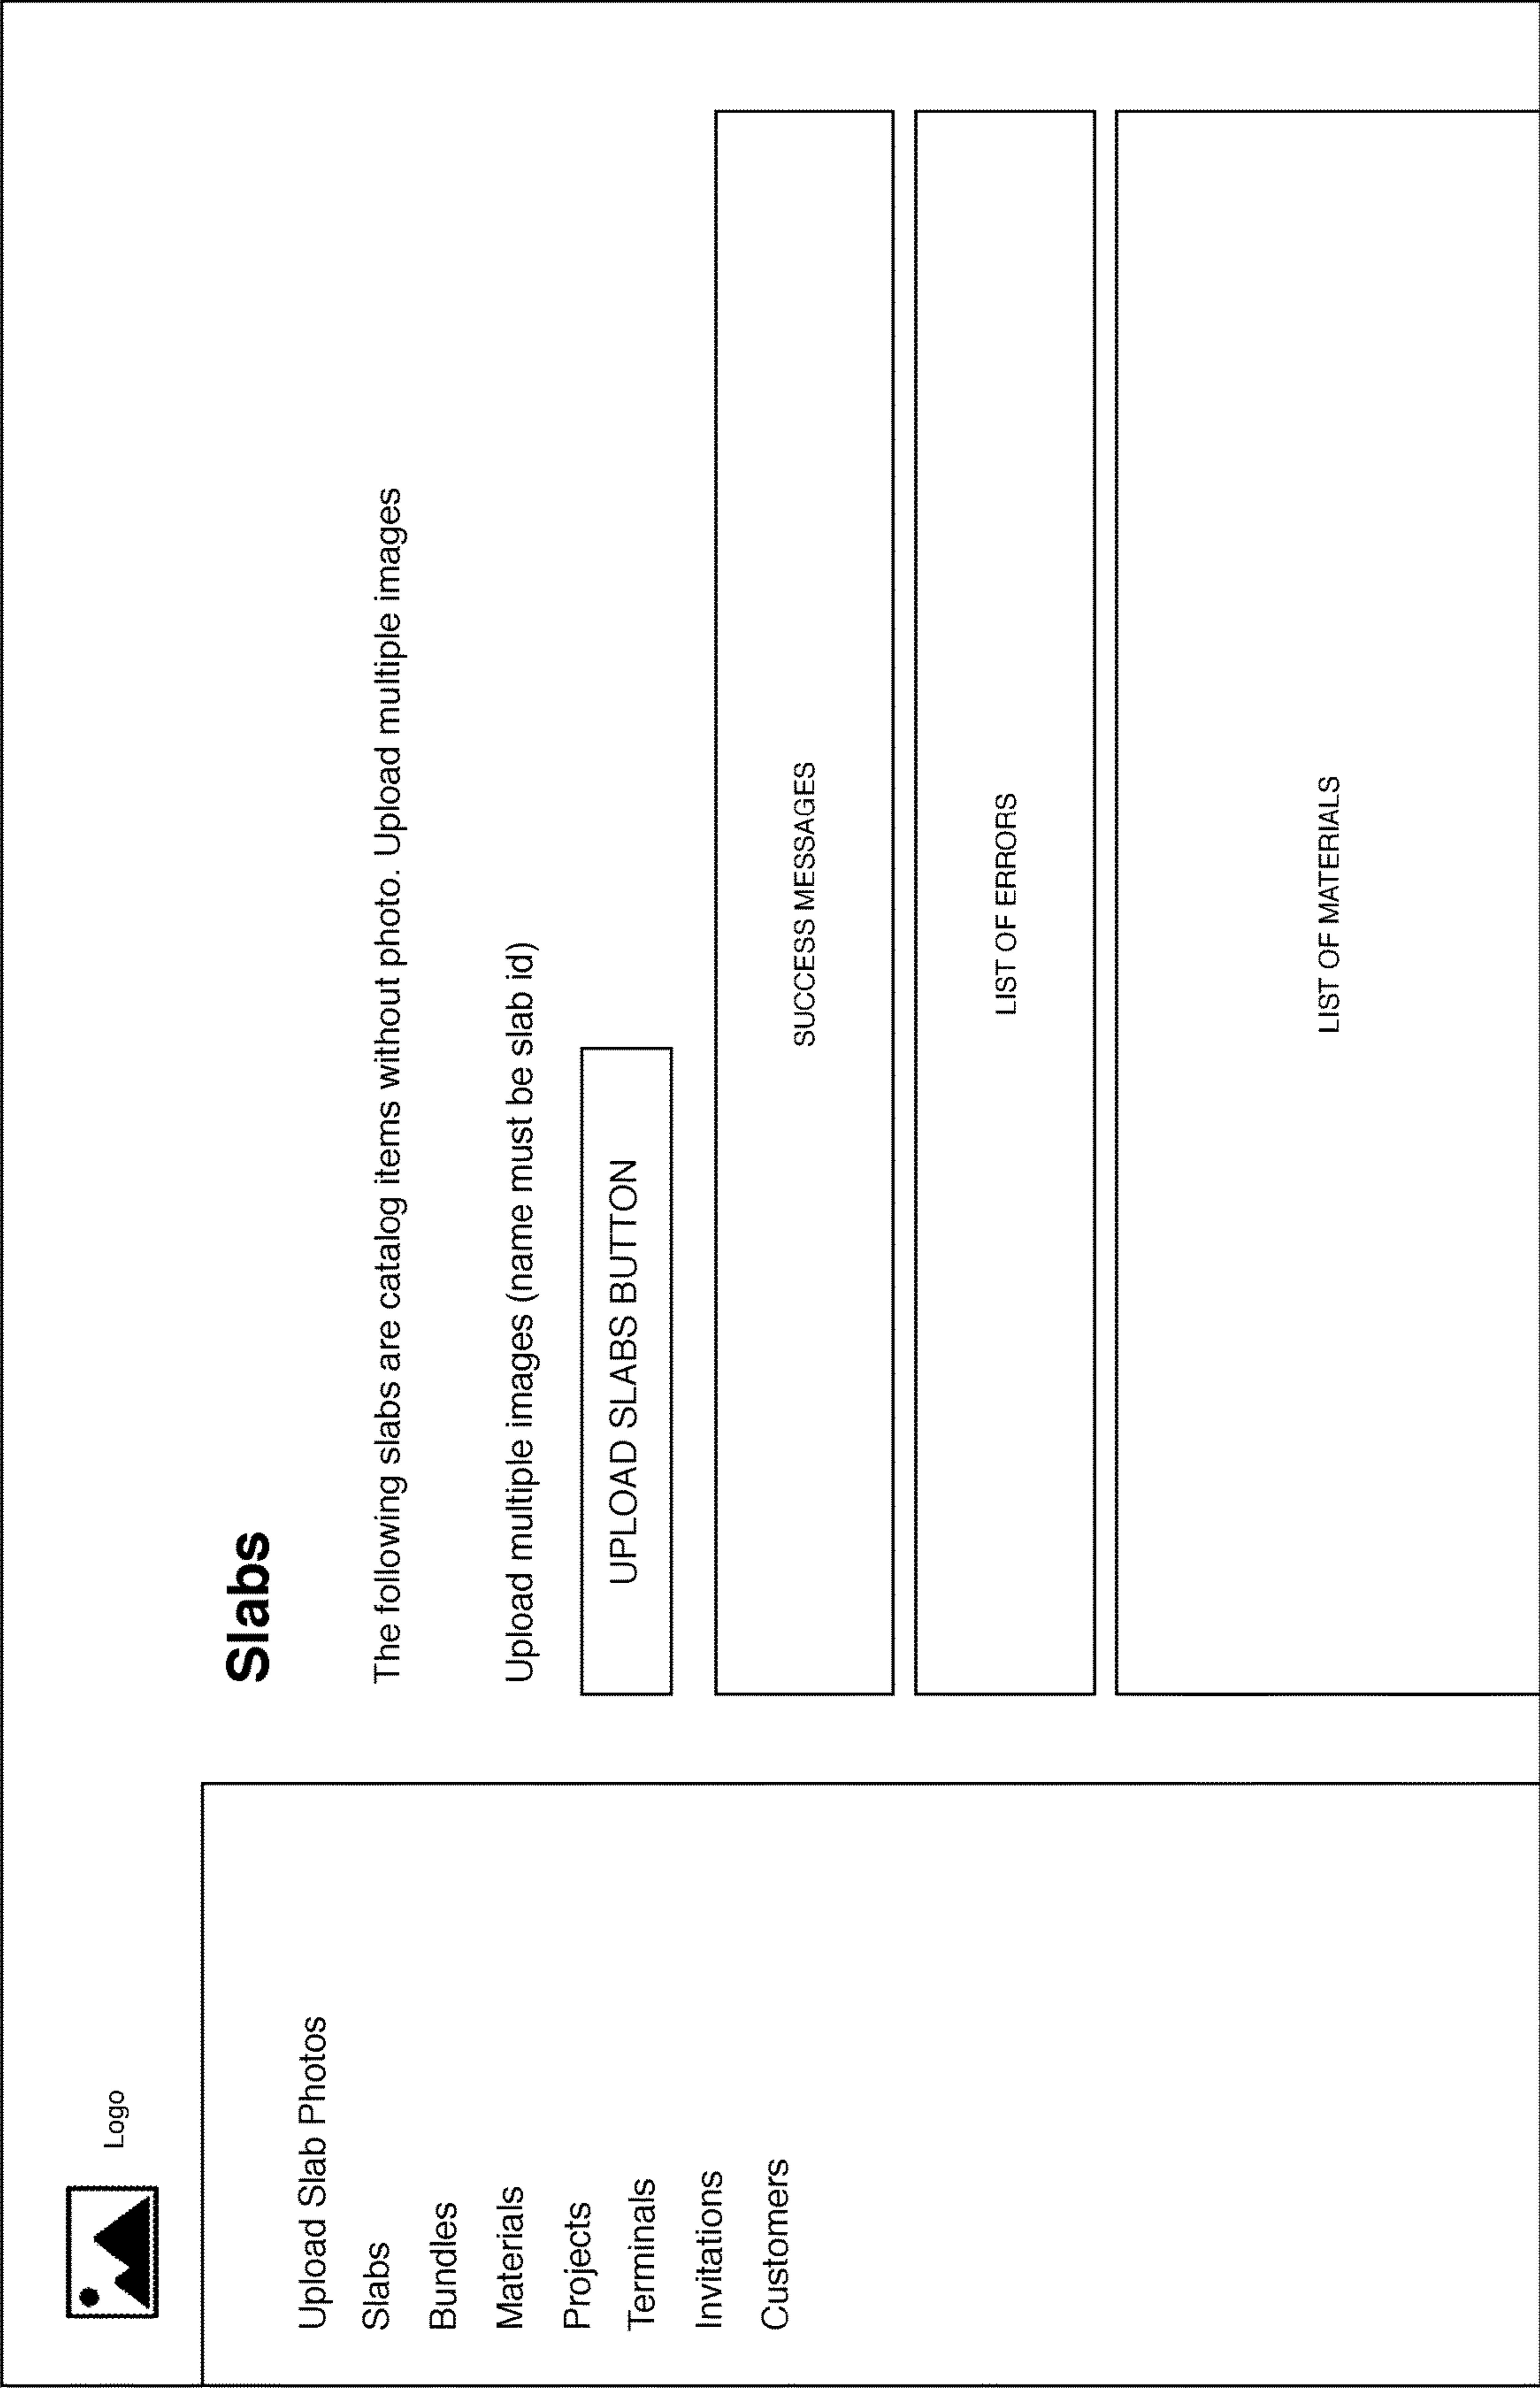 Logo
Upload Slab Photos
Slabs
Bundles
Materials
Projects
Terminals
Invitations
Customers
Slabs
The following slabs are catalog items without photo. Upload multiple images
Upload multiple images (name must be slab id)
UPLOAD SLABS BUTTON
SUCCESS MESSAGES
LIST OF ERRORS
LIST OF MATERIALS